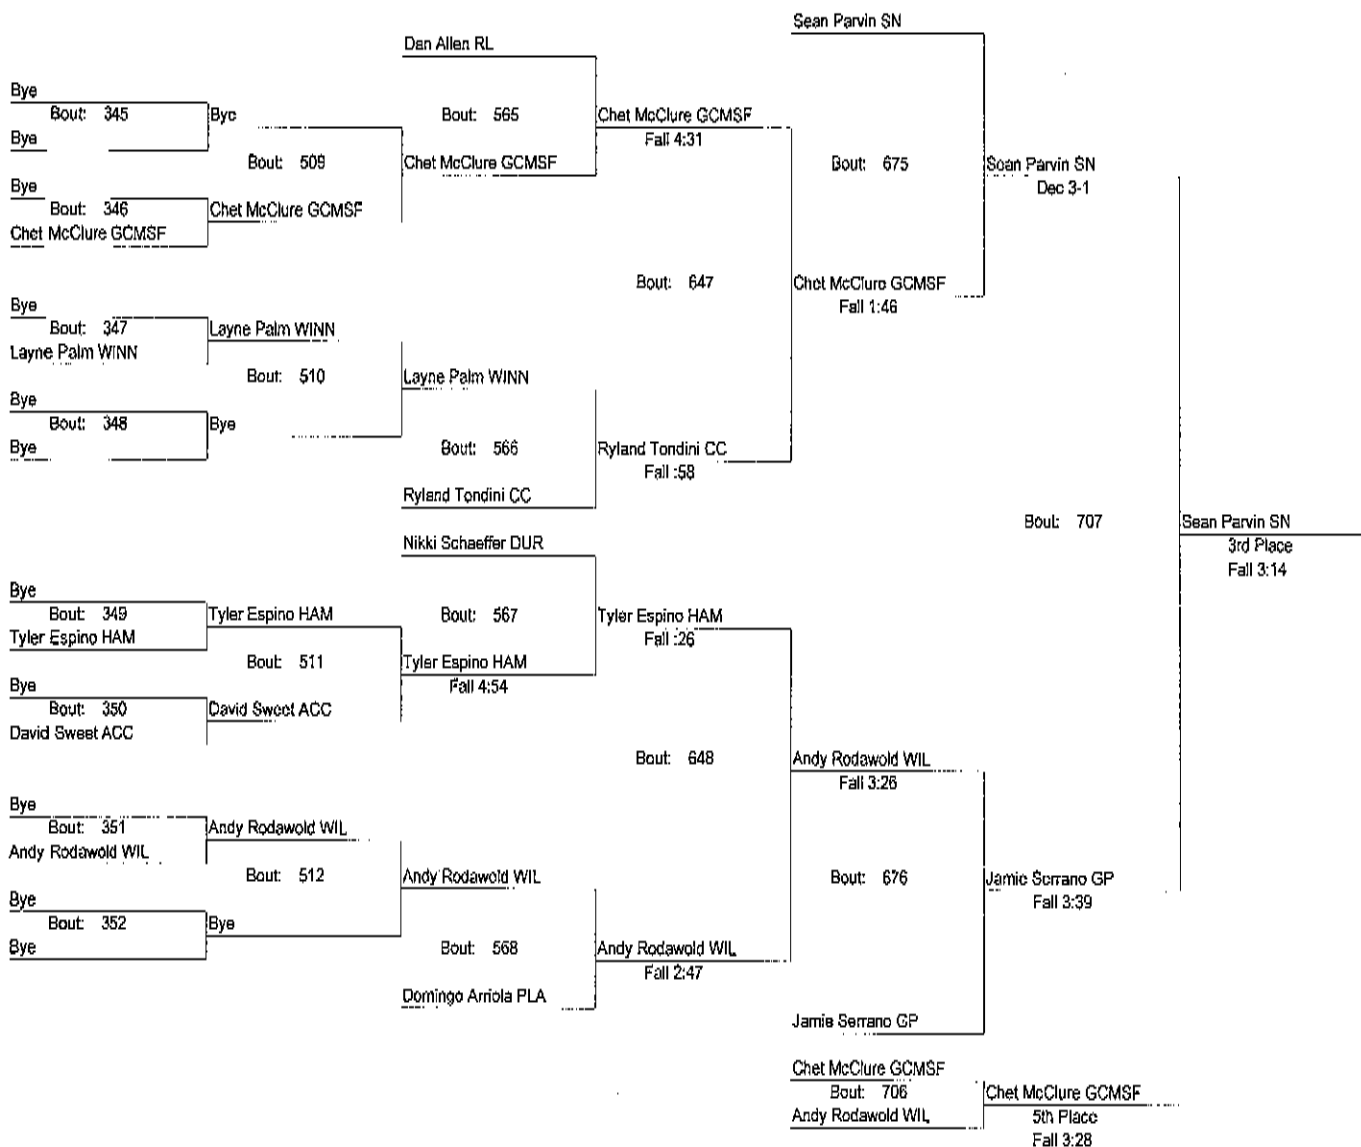 Sean Parvin SN
Dan Allen RL
Bye
Bout: 345
Byc
Bout: 565
Chet McClure GCMSF
Fall 4:31
Bye
Bout: 509
Chet McClure GCMSF
Bout: 675
Soan Parvin SN
Dec 3-1
Bye
Bout: 346
Chet McClure GCMSF
Chet McClure GCMSF
Bout: 647
Chet McClure GCMSF
Fall 1:46
Bye
Bout: 347
Layne Palm WINN
Layne Palm WINN
Bout: 510
Layne Palm WINN
Bye
Bout: 348
Bye
Bye
Bout: 566
Ryland Tondini CC
Fall :58
Ryland Tondini CC
Bout: 707
Sean Parvin SN
3rd Place
Fall 3:14
Nikki Schaeffer DUR
Bye
Bout: 349
Tyler Espino HAM
Tyler Espino HAM
Bout: 567
Tyler Espino HAM
Fall :26
Bout: 511
Tyler Espino HAM
Fall 4:54
Bye
Bout: 350
David Sweet ACC
David Sweet ACC
Bout: 648
Andy Rodawold WIL
Fall 3:26
Bye
Bout: 351
Andy Rodawold WIL
Andy Rodawold WIL
Bout: 512
Andy Rodawold WIL
Bout: 676
Jamie Serrano GP
Fall 3:39
Bye
Bout: 352
Bye
Bye
Bout: 568
Andy Rodawold WIL
Fall 2:47
Domingo Arriola PLA
Jamie Serrano GP
Chet McClure GCMSF
Bout: 706
Chet McClure GCMSF
Andy Rodawold WIL
5th Place
Fall 3:28